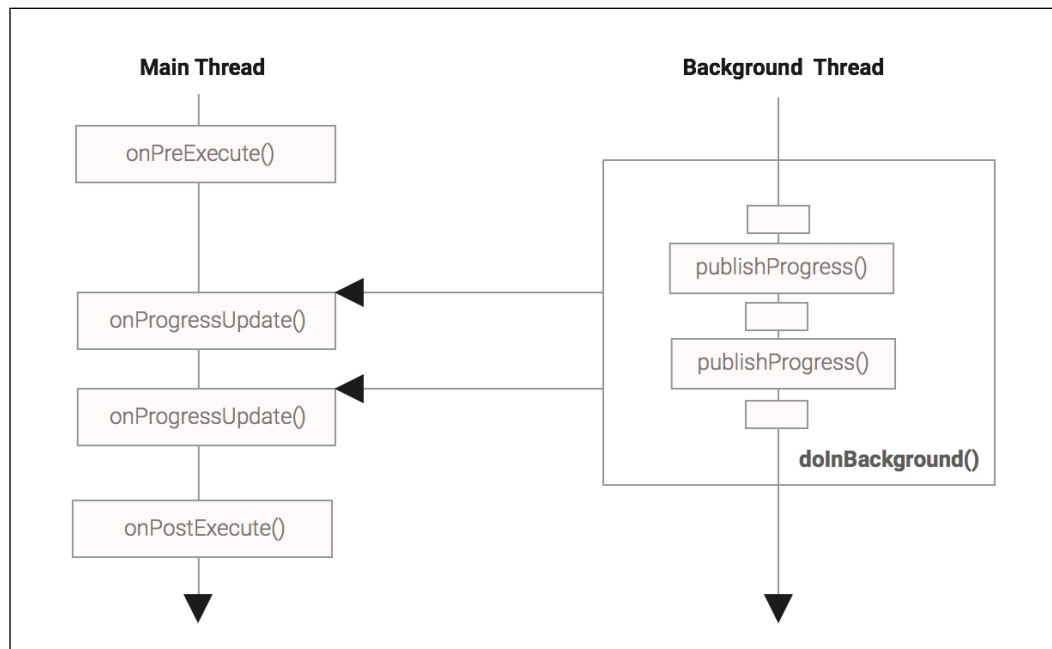 Main Thread
Background Thread
onPreExecute()
publishProgress()
onProgressUpdate()
publishProgress()
onProgressUpdate()
doInBackground()
onPostExecute()